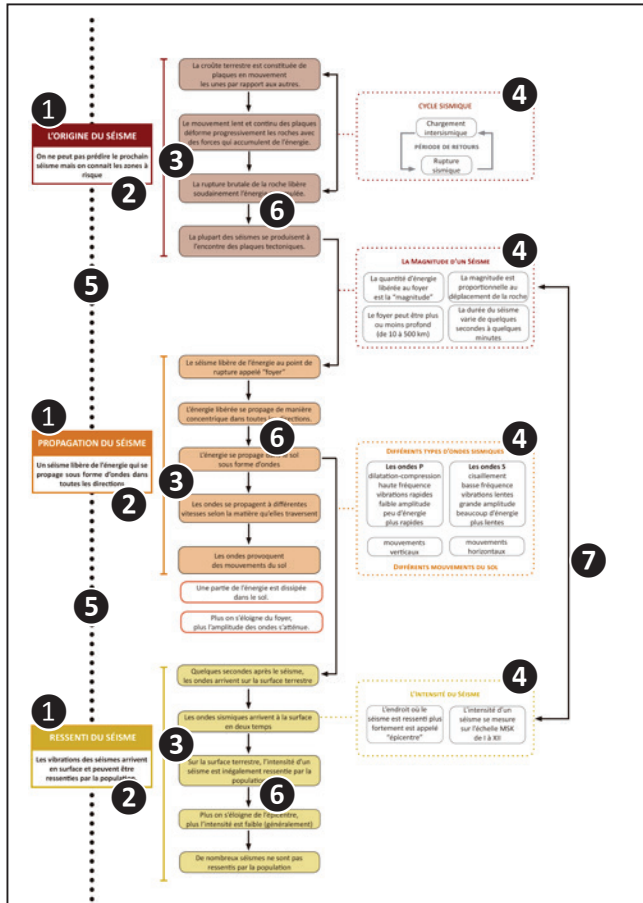 La croûte terrestre est constituée de
plaques en mouvement
les unes par rapport aux autres.
1
L'ORIGINE DU SÉISME
On ne peut pas prédire le prochain
séisme mais on connait les zones à
risque
2
3
Le mouvement lent et continu des plaques
déforme progressivement les roches avec
des forces qui accumulent de l'énergie.
La rupture brutale de la roche libère
soudainement l'énergie
6
La plupart des séismes se produisent à
l'encontre des plaques tectoniques.
4
CYCLE SISMIQUE
Chargement
intersismique
PÉRIODE DE RETOURS
Rupture
sismique
4
LA MAGNITUDE D'UN SÉISME
La quantité d'énergie
libérée au foyer
est la "magnitude"
La magnitude est
proportionnelle au
déplacement de la roche
Le foyer peut être plus
ou moins profond
(de 10 à 500 km)
La durée du séisme
varie de quelques
secondes à quelques
minutes
5
1
PROPAGATION DU SÉISME
Un séisme libère de l'énergie qui se
propage sous forme d'ondes dans
toutes les directions
2
3
Le séisme libère de l'énergie au point de
rupture appelé "foyer"
L'énergie libérée se propage de manière
concentrique dans toutes les directions.
6
L'énergie se propage le sol
sous forme d'ondes
Les ondes se propagent à différentes
vitesses selon la matière qu'elles traversent
Les ondes provoquent
des mouvements du sol
Une partie de l'énergie est dissipée
dans le sol.
Plus on s'éloigne du foyer,
plus l'amplitude des ondes s'atténue.
4
DIFFÉRENTS TYPES D'ONDES SISMIQUES
Les ondes P
dilatation-compression
haute fréquence
vibrations rapides
faible amplitude
peu d'énergie
plus rapides
Les ondes S
cisaillement
basse fréquence
vibrations lentes
grande amplitude
beaucoup d'énergie
plus lentes
mouvements
verticaux
mouvements
horizontaux
DIFFÉRENTS MOUVEMENTS DU SOL
7
5
1
RESSENTI DU SÉISME
Les vibrations des séismes arrivent
en surface et peuvent être
ressenties par la population.
2
3
Quelques secondes après le séisme,
les ondes arrivent sur la surface terrestre
Les ondes sismiques arrivent à la surface
en deux temps
Sur la surface terrestre, l'intensité d'un
séisme est inégalement ressentie par la
6
Plus on s'éloigne de l'épicentre,
plus l'intensité est faible (généralement)
De nombreux séismes ne sont pas
ressentis par la population
4
L'INTENSITÉ DU SÉISME
L'endroit où le
séisme est ressenti plus
fortement est appelé
"épicentre"
L'intensité d'un
séisme se mesure
sur l'échelle MSK
de I à XII